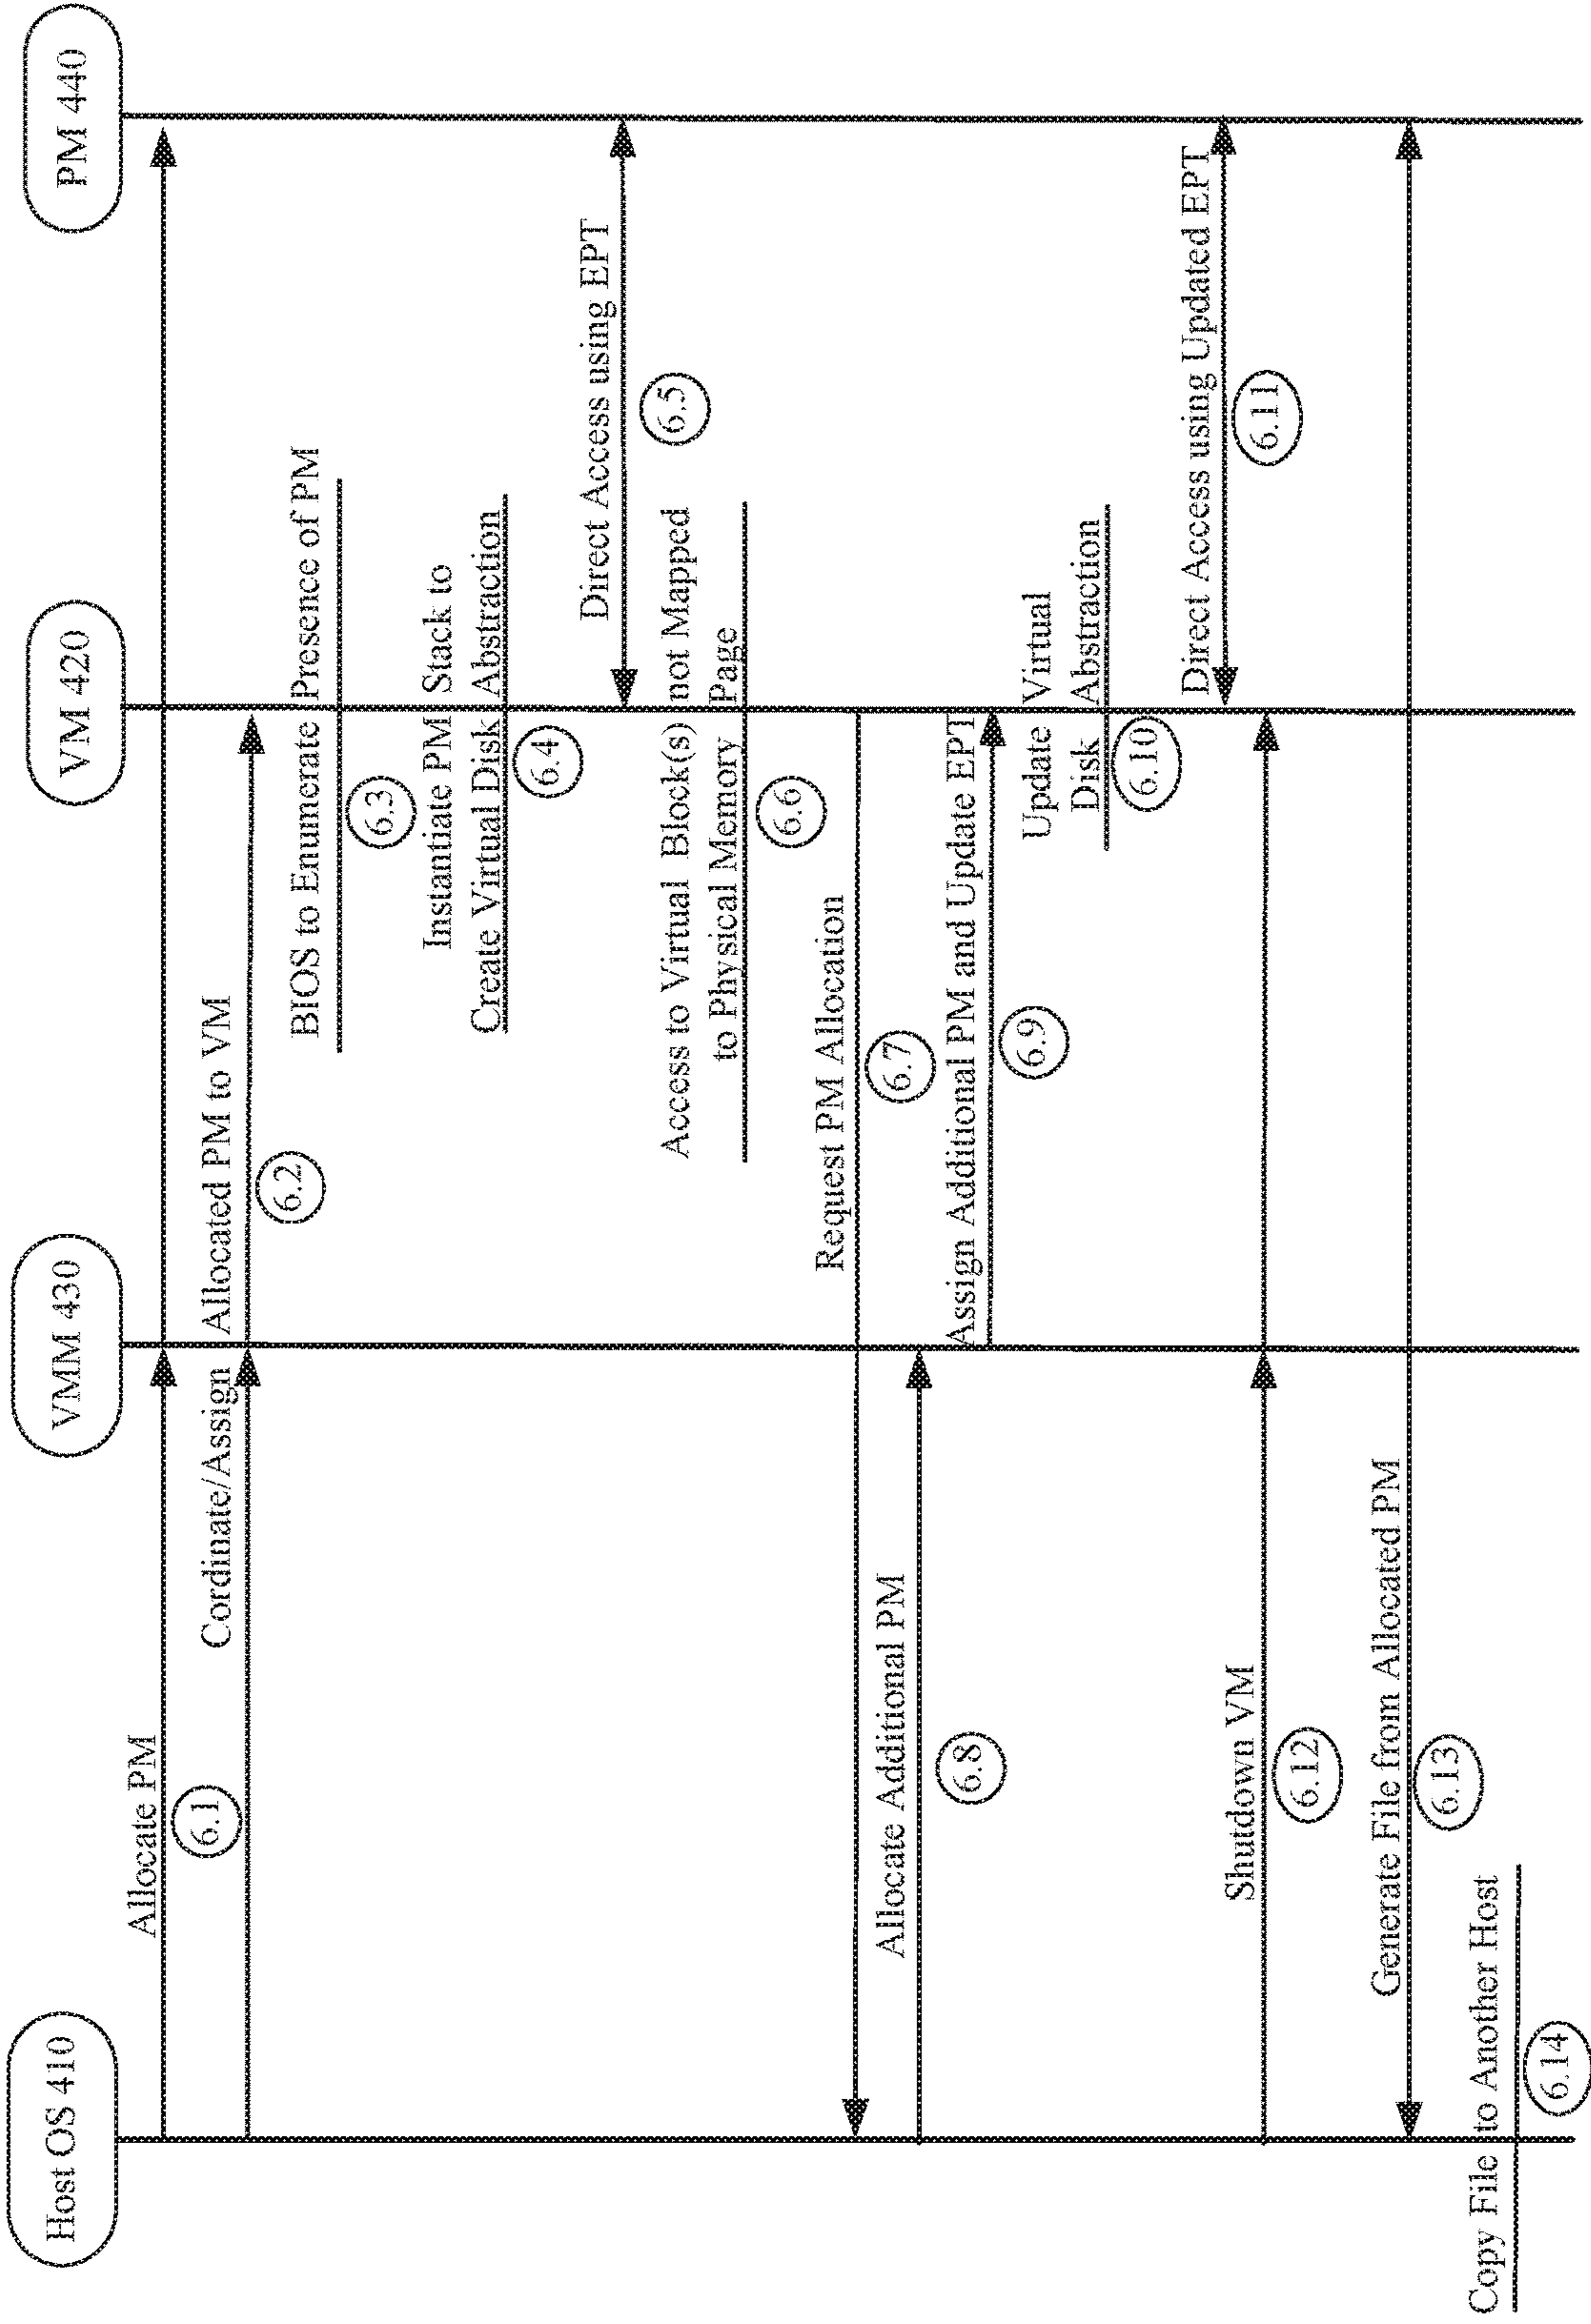 Host OS 410
VMM 430
VM 420
PM 440
Allocate PM
6.1
Cordinate/Assign Allocated PM to VM
6.2
BIOS to Enumerate Presence of PM
6.3
Instantiate PM Stack to
Create Virtual Disk Abstraction
6.4
Direct Access using EPT
6.5
Access to Virtual Block(s) not Mapped
to Physical Memory Page
6.6
Request PM Allocation
6.7
Allocate Additional PM
6.8
Assign Additional PM and Update EPT
6.9
Update Virtual
Disk Abstraction
6.10
Direct Access using Updated EPT
6.11
Shutdown VM
6.12
Generate File from Allocated PM
6.13
Copy File to Another Host
6.14